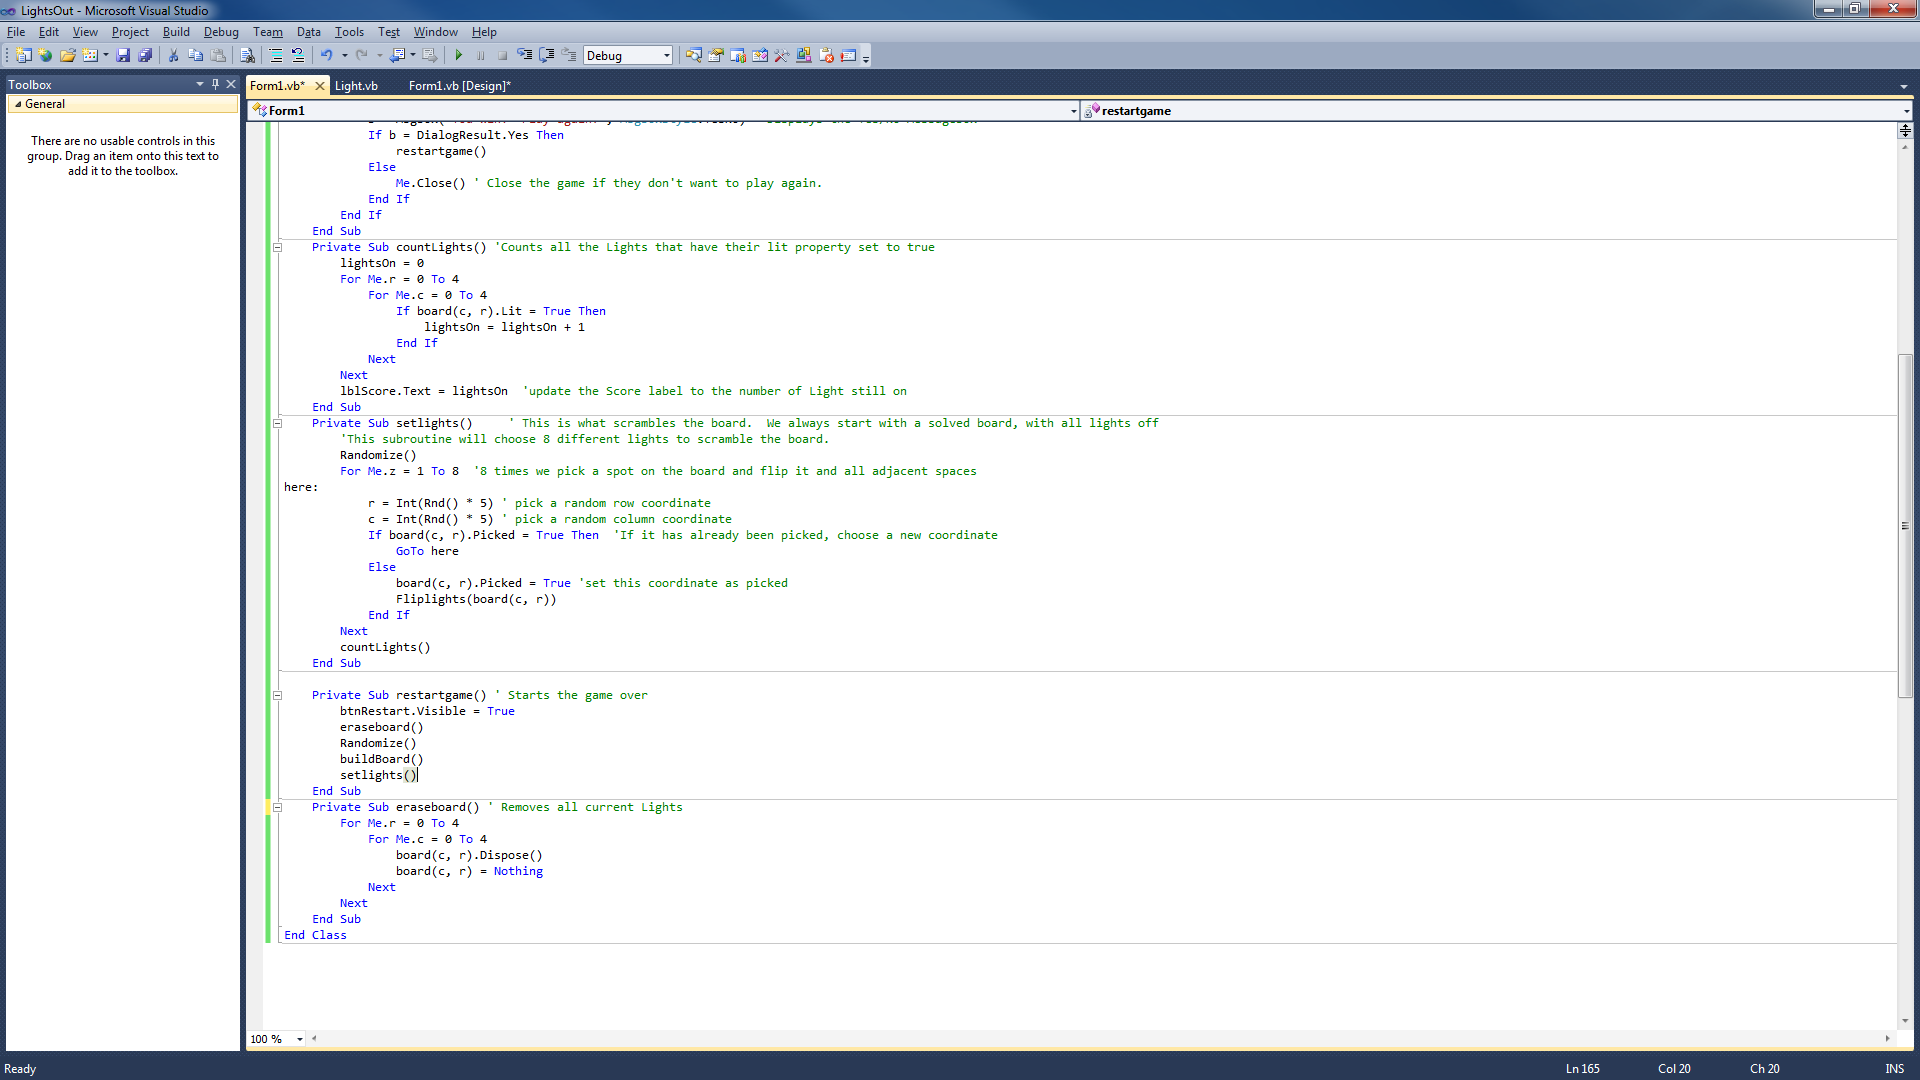 LightsOut - Microsoft Visual Studio
File Edit View Project Build Debug Team Data Tools Test Window Help
Debug
Toolbox
General
There are no usable controls in this
group. Drag an item onto this text to
add it to the toolbox.
Form1.vb* Light.vb Form1.vb [Design]*
Form1 restartgame
If b = DialogResult.Yes Then
restartgame()
Else
Me.Close() ' Close the game if they don't want to play again.
End If
End If
End Sub
Private Sub countLights() 'Counts all the Lights that have their lit property set to true
lightsOn = 0
For Me.r = 0 To 4
For Me.c = 0 To 4
If board(c, r).Lit = True Then
lightsOn = lightsOn + 1
End If
Next
Next
lblScore.Text = lightsOn 'update the Score label to the number of Light still on
End Sub
Private Sub setlights() ' This is what scrambles the board. We always start with a solved board, with all lights off
'This subroutine will choose 8 different lights to scramble the board.
Randomize()
For Me.z = 1 To 8 '8 times we pick a spot on the board and flip it and all adjacent spaces
here:
r = Int(Rnd() * 5) ' pick a random row coordinate
c = Int(Rnd() * 5) ' pick a random column coordinate
If board(c, r).Picked = True Then 'If it has already been picked, choose a new coordinate
GoTo here
Else
board(c, r).Picked = True 'set this coordinate as picked
Fliplights(board(c, r))
End If
Next
countLights()
End Sub
Private Sub restartgame() ' Starts the game over
btnRestart.Visible = True
eraseboard()
Randomize()
buildBoard()
setlights()
End Sub
Private Sub eraseboard() ' Removes all current Lights
For Me.r = 0 To 4
For Me.c = 0 To 4
board(c, r).Dispose()
board(c, r) = Nothing
Next
Next
End Sub
End Class
100 %
Ready Ln 165 Col 20 Ch 20 INS